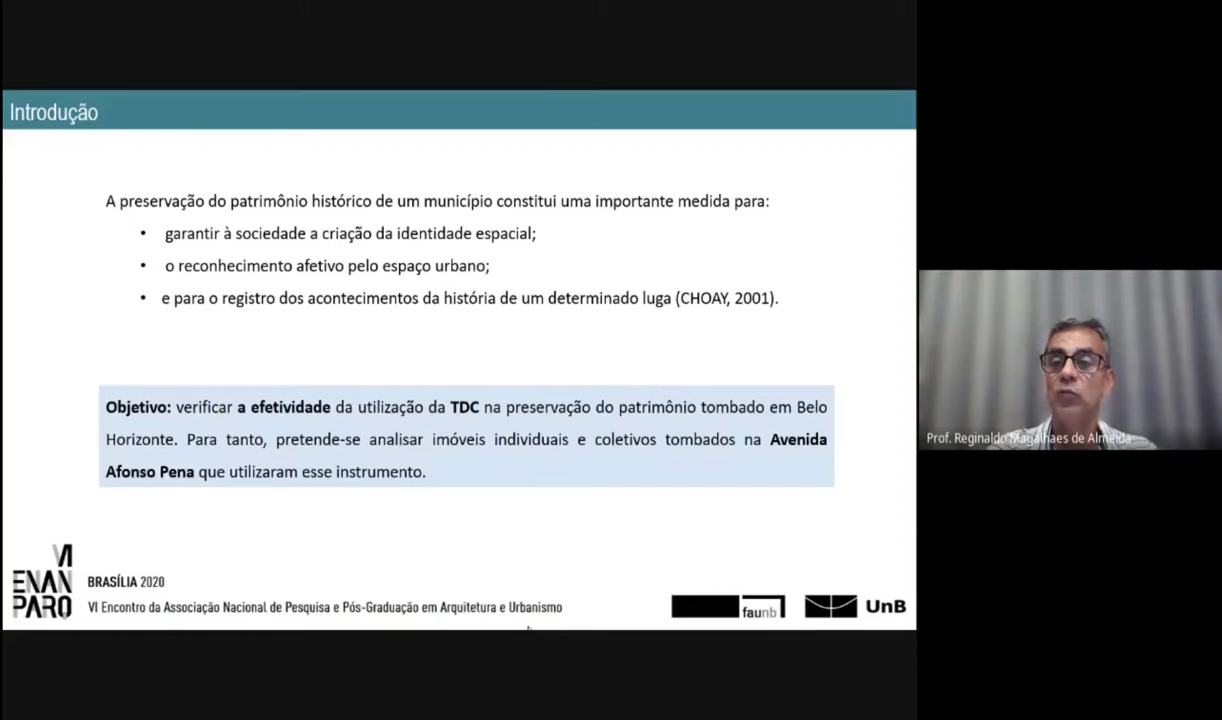 Introdução
A preservação do patrimônio histórico de um município constitui uma importante medida para:
• garantir à sociedade a criação da identidade espacial;
• o reconhecimento afetivo pelo espaço urbano;
• e para o registro dos acontecimentos da história de um determinado luga (CHOAY, 2001).
Objetivo: verificar a efetividade da utilização da TDC na preservação do patrimônio tombado em Belo
Horizonte. Para tanto, pretende-se analisar imóveis individuais e coletivos tombados na Avenida
Afonso Pena que utilizaram esse instrumento.
Prof. Reginaldo Magalhaes de Almeida
VI
ENAN
PARQ
BRASÍLIA 2020
VI Encontro da Associação Nacional de Pesquisa e Pós-Graduação em Arquitetura e Urbanismo
faunb
UnB